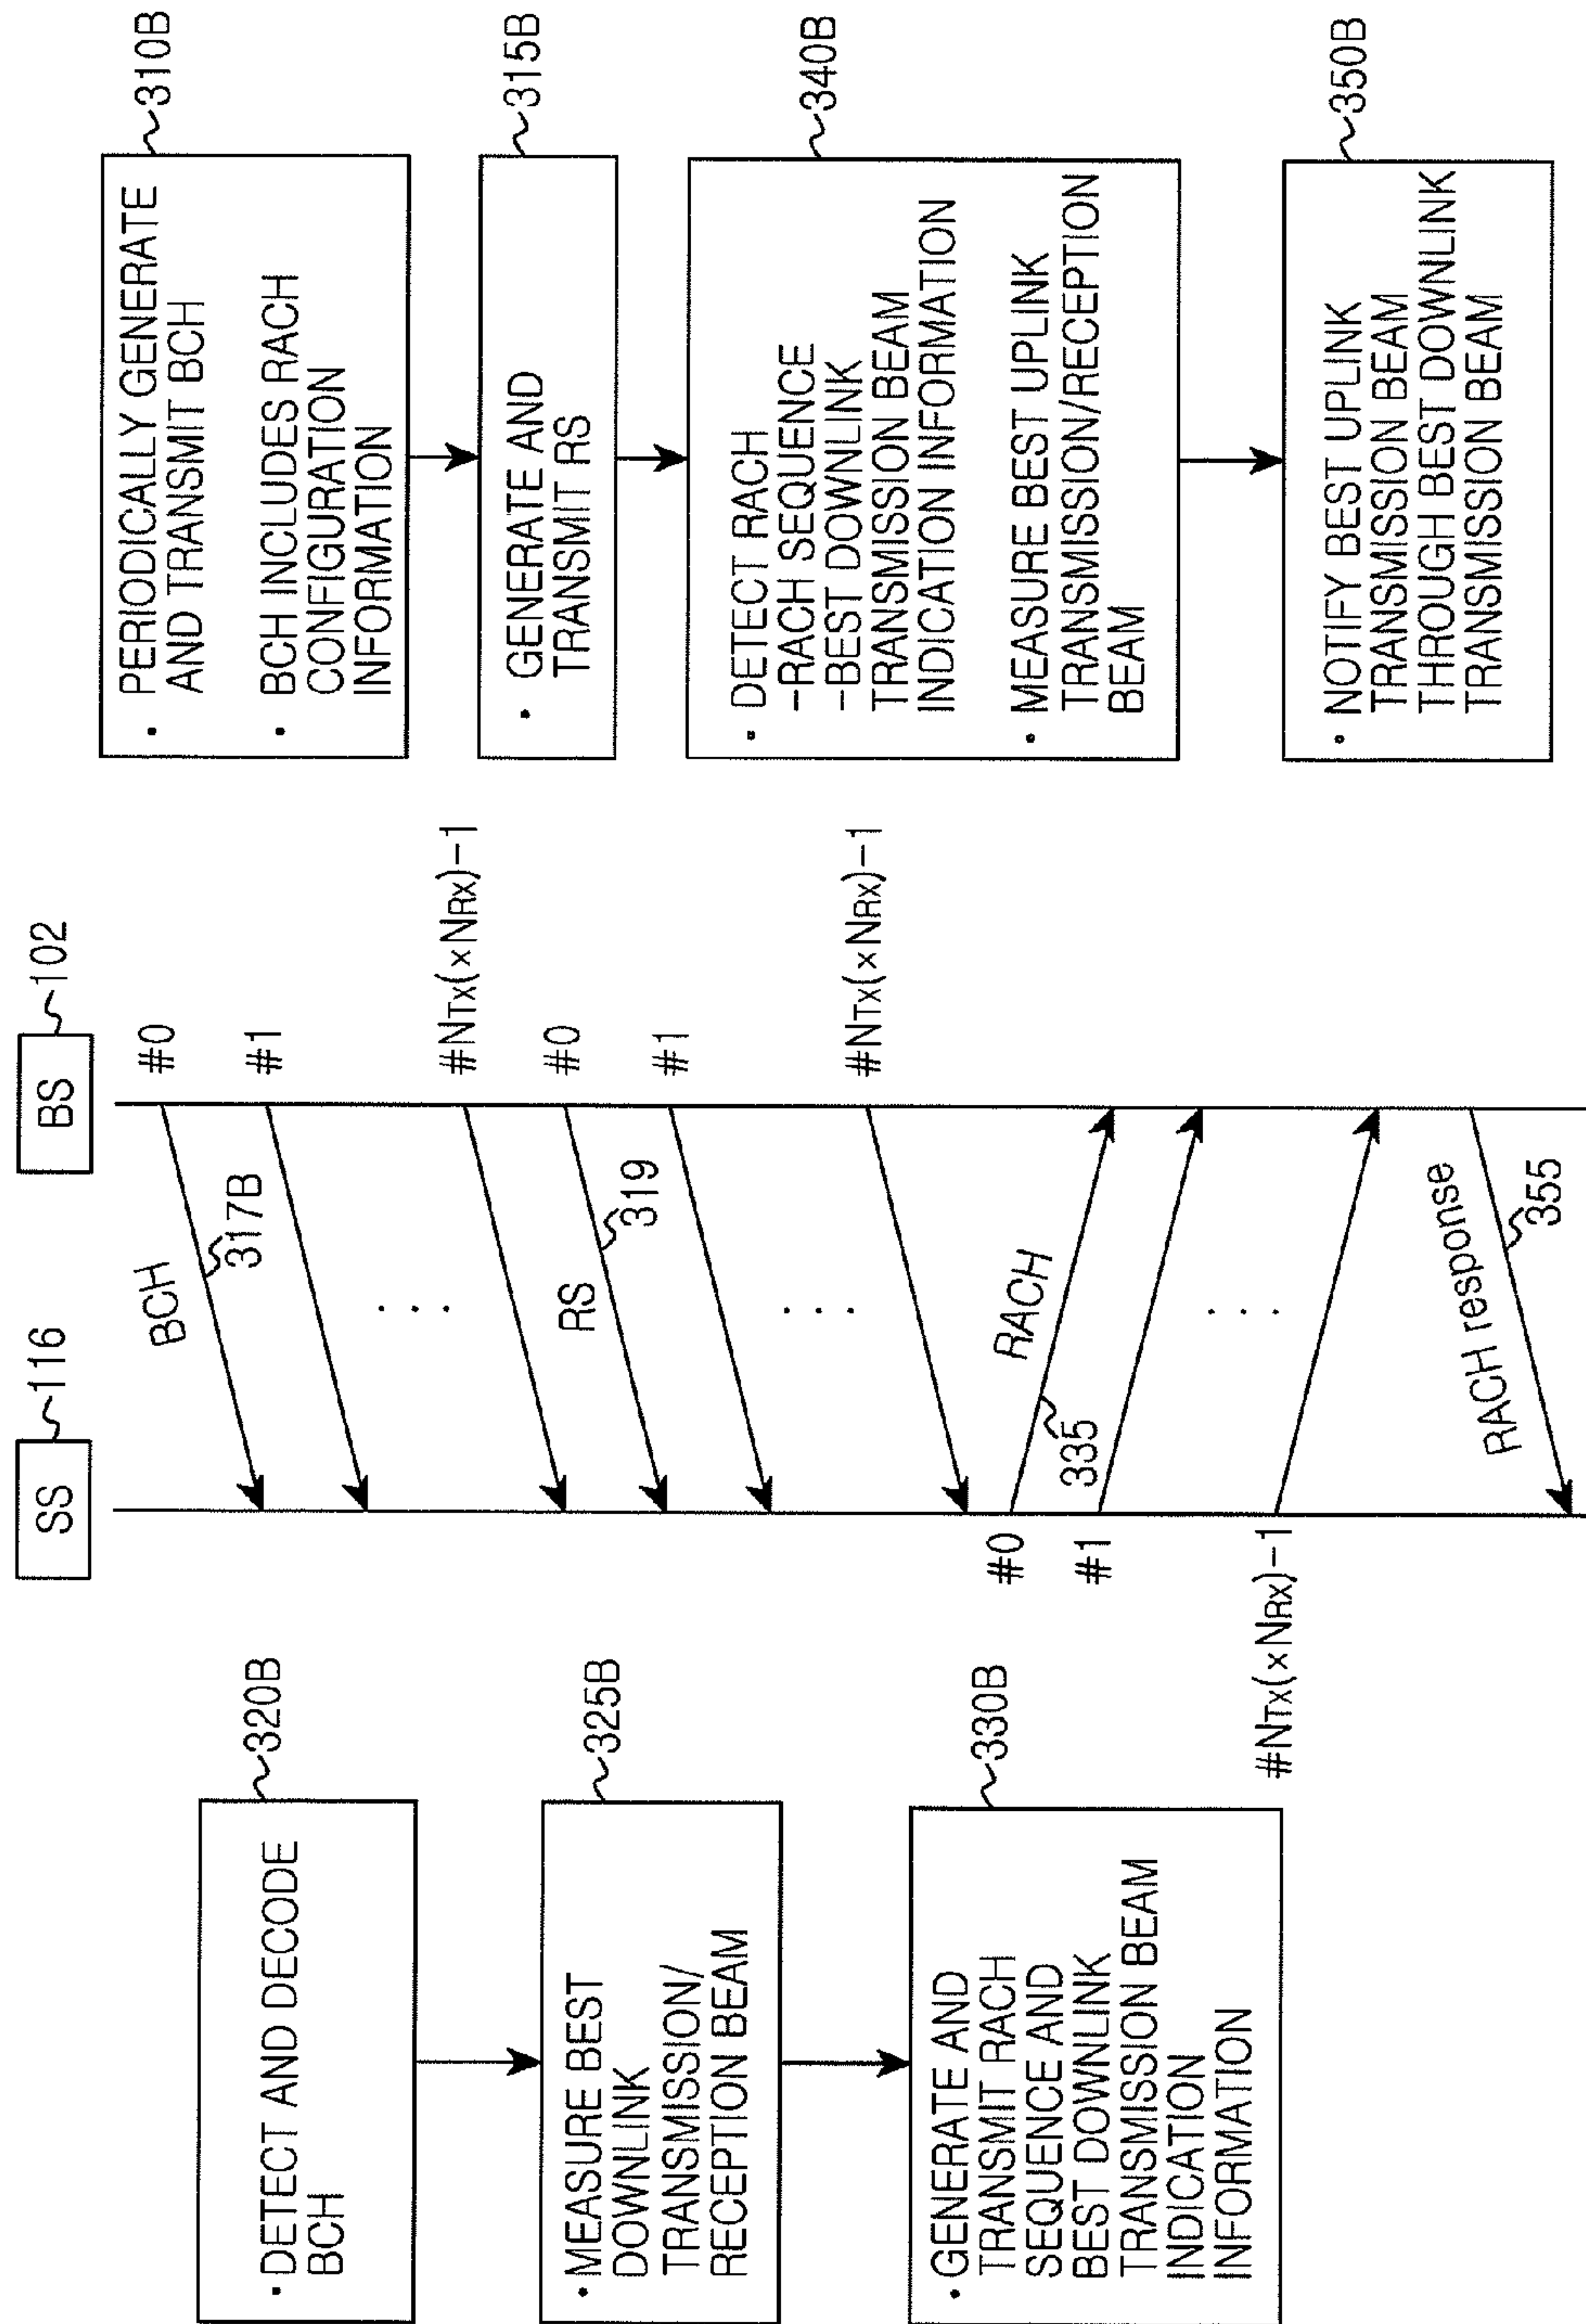 SS
116
BS
102
• DETECT AND DECODE
BCH
320B
• MEASURE BEST
DOWNLINK
TRANSMISSION/
RECEPTION BEAM
325B
• GENERATE AND
TRANSMIT RACH
SEQUENCE AND
BEST DOWNLINK
TRANSMISSION BEAM
INDICATION
INFORMATION
330B
BCH
317B
#0
#1
. . .
#NTx(×NRx)-1
RS
319
#0
#1
. . .
#NTx(×NRx)-1
#0
RACH
335
#1
. . .
#NTx(×NRx)-1
RACH response
355
• PERIODICALLY GENERATE
AND TRANSMIT BCH
• BCH INCLUDES RACH
CONFIGURATION
INFORMATION
310B
• GENERATE AND
TRANSMIT RS
315B
• DETECT RACH
-RACH SEQUENCE
-BEST DOWNLINK
TRANSMISSION BEAM
INDICATION INFORMATION
• MEASURE BEST UPLINK
TRANSMISSION/RECEPTION
BEAM
340B
• NOTIFY BEST UPLINK
TRANSMISSION BEAM
THROUGH BEST DOWNLINK
TRANSMISSION BEAM
350B